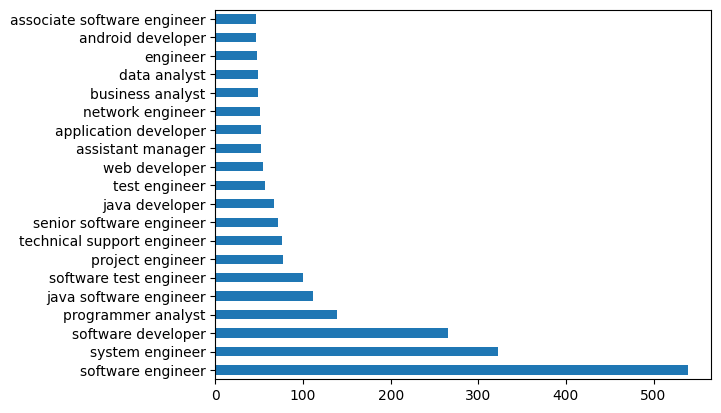 associate software engineer
android developer
engineer
data analyst
business analyst
network engineer
application developer
assistant manager
web developer
test engineer
java developer
senior software engineer
technical support engineer
project engineer
software test engineer
java software engineer
programmer analyst
software developer
system engineer
software engineer
0 100 200 300 400 500